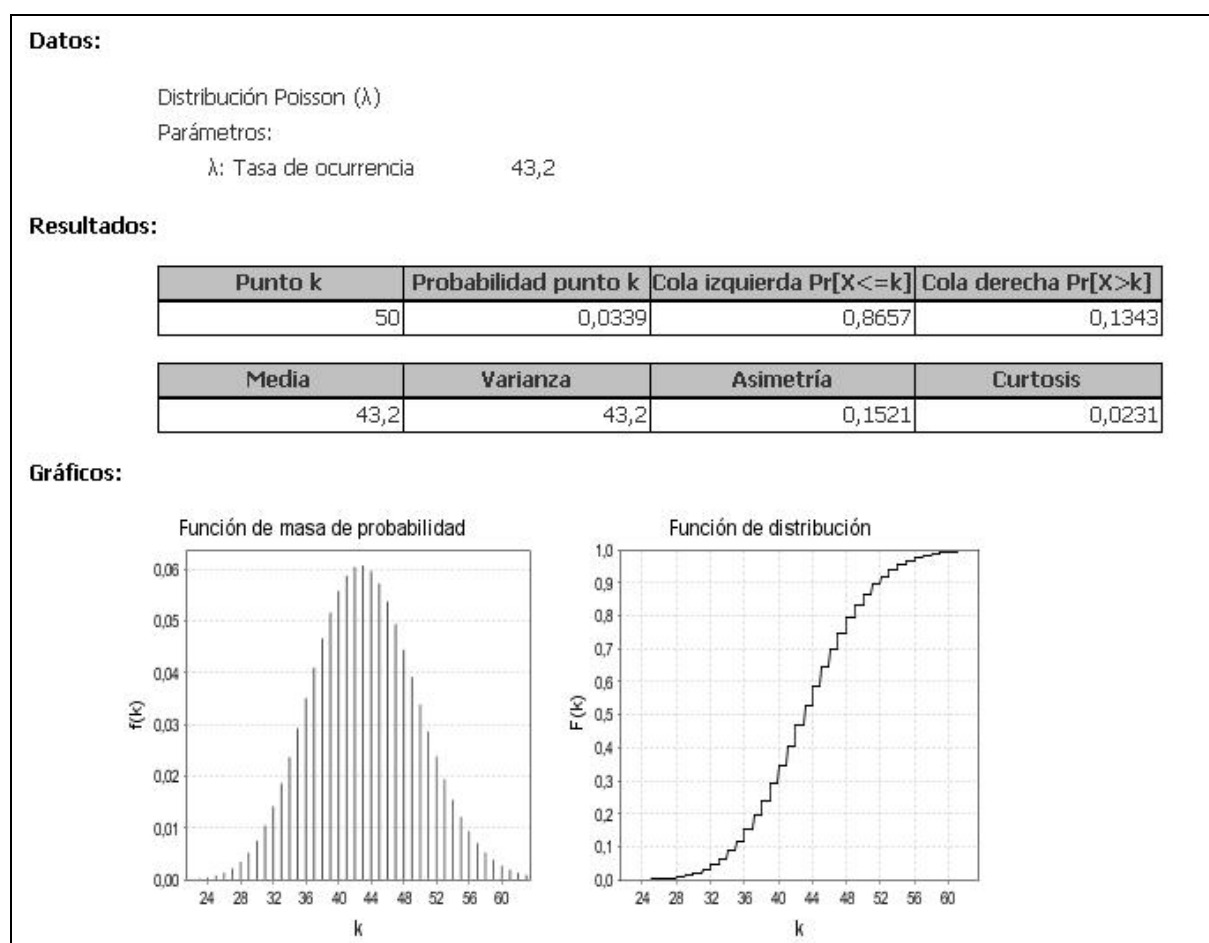 Datos:
Distribución Poisson (λ)
Parámetros:
λ: Tasa de ocurrencia 43,2
Resultados:
Punto k Probabilidad punto k Cola izquierda Pr[X<=k] Cola derecha Pr[X>k]
50 0,0339 0,8657 0,1343
Media Varianza Asimetría Curtosis
43,2 43,2 0,1521 0,0231
Gráficos:
Función de masa de probabilidad
0,06
0,05
0,04
0,03
0,02
0,01
0,00
f(k)
24 28 32 36 40 44 48 52 56 60
k
Función de distribución
1,0
0,9
0,8
0,7
0,6
0,5
0,4
0,3
0,2
0,1
0,0
F(k)
24 28 32 36 40 44 48 52 56 60
k